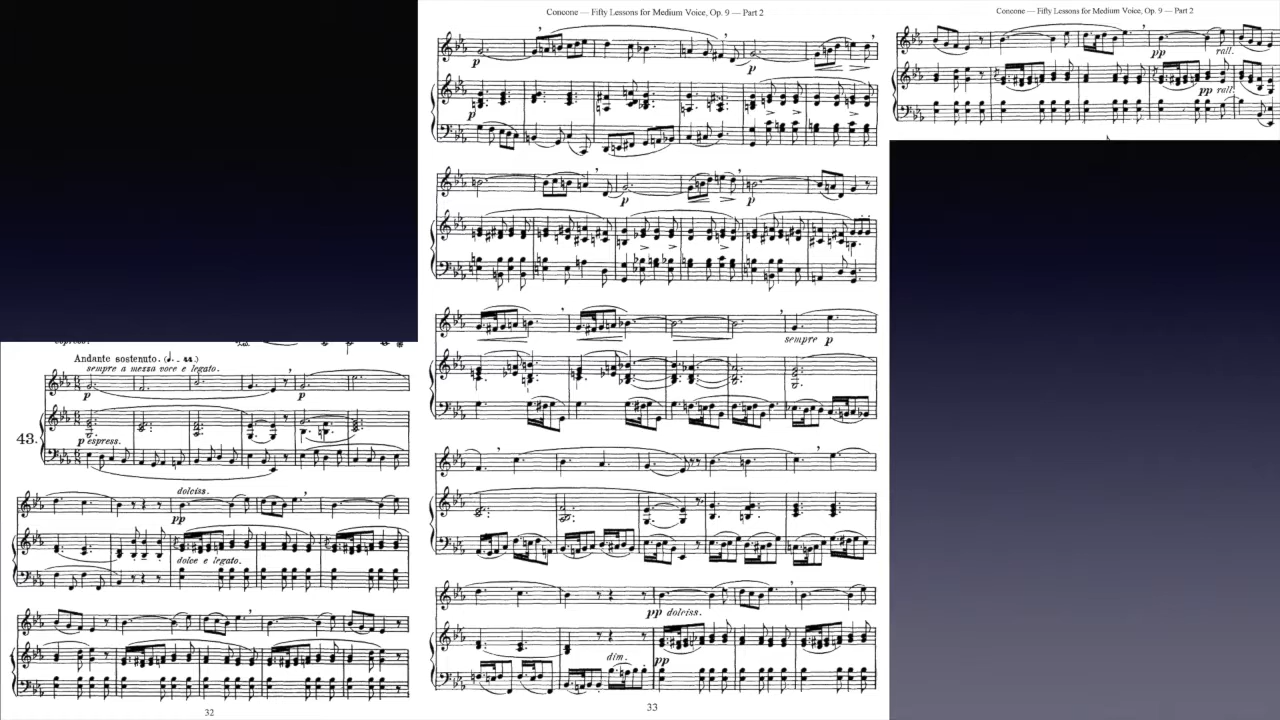 Andante sostenuto.
sempre a mezza voce e legato.
p
p
43.
p espress.
dolciss.
pp
dolce e legato.
32
Concone — Fifty Lessons for Medium Voice, Op. 9 — Part 2
p
p
p
p
p
sempre p
pp dolciss.
dim.
pp
33
Concone — Fifty Lessons for Medium Voice, Op. 9 — Part 2
pp
rall.
pp rall.